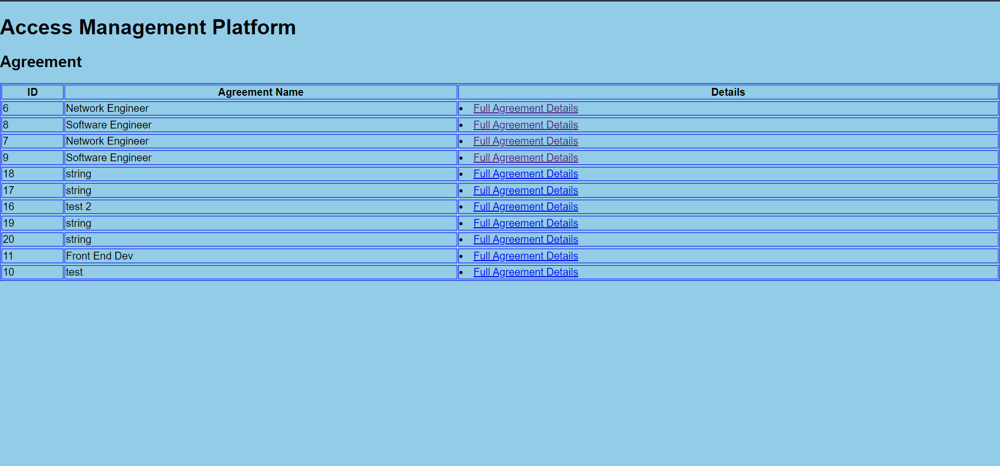 Access Management Platform
Agreement
ID Agreement Name Details
6 Network Engineer • Full Agreement Details
8 Software Engineer • Full Agreement Details
7 Network Engineer • Full Agreement Details
9 Software Engineer • Full Agreement Details
18 string • Full Agreement Details
17 string • Full Agreement Details
16 test 2 • Full Agreement Details
19 string • Full Agreement Details
20 string • Full Agreement Details
11 Front End Dev • Full Agreement Details
10 test • Full Agreement Details